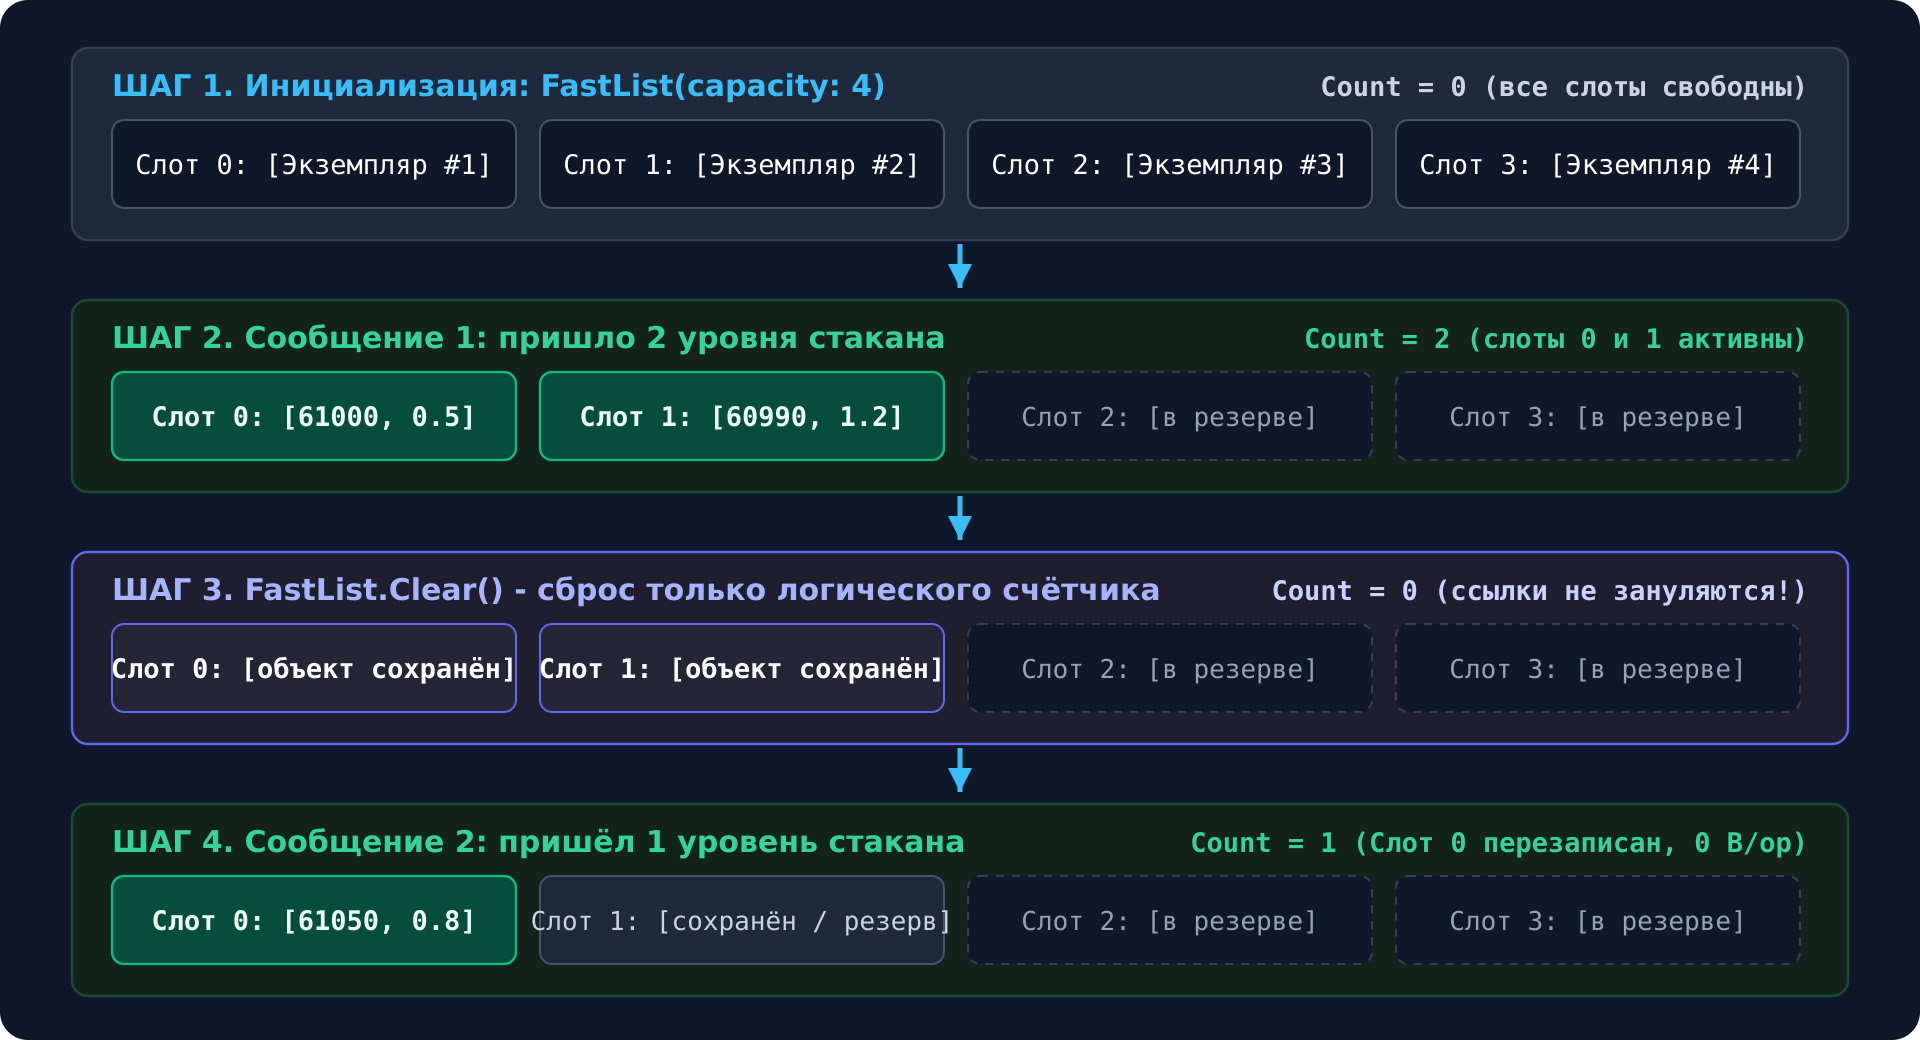 ШАГ 1. Инициализация: FastList(capacity: 4)
Count = 0 (все слоты свободны)
Слот 0: [Экземпляр #1]
Слот 1: [Экземпляр #2]
Слот 2: [Экземпляр #3]
Слот 3: [Экземпляр #4]
ШАГ 2. Сообщение 1: пришло 2 уровня стакана
Count = 2 (слоты 0 и 1 активны)
Слот 0: [61000, 0.5]
Слот 1: [60990, 1.2]
Слот 2: [в резерве]
Слот 3: [в резерве]
ШАГ 3. FastList.Clear() - сброс только логического счётчика
Count = 0 (ссылки не зануляются!)
Слот 0: [объект сохранён]
Слот 1: [объект сохранён]
Слот 2: [в резерве]
Слот 3: [в резерве]
ШАГ 4. Сообщение 2: пришёл 1 уровень стакана
Count = 1 (Слот 0 перезаписан, 0 В/ор)
Слот 0: [61050, 0.8]
Слот 1: [сохранён / резерв]
Слот 2: [в резерве]
Слот 3: [в резерве]